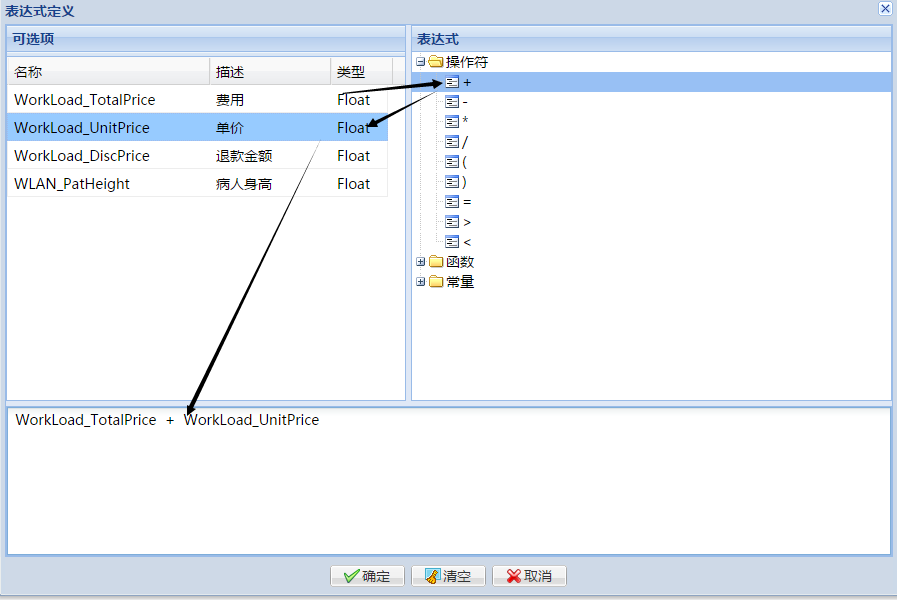 表达式定义
可选项
名称 描述 类型
WorkLoad_TotalPrice 费用 Float
WorkLoad_UnitPrice 单价 Float
WorkLoad_DiscPrice 退款金额 Float
WLAN_PatHeight 病人身高 Float
表达式
操作符
+
-
*
/
(
)
=
>
<
函数
常量
WorkLoad_TotalPrice + WorkLoad_UnitPrice
确定 清空 取消